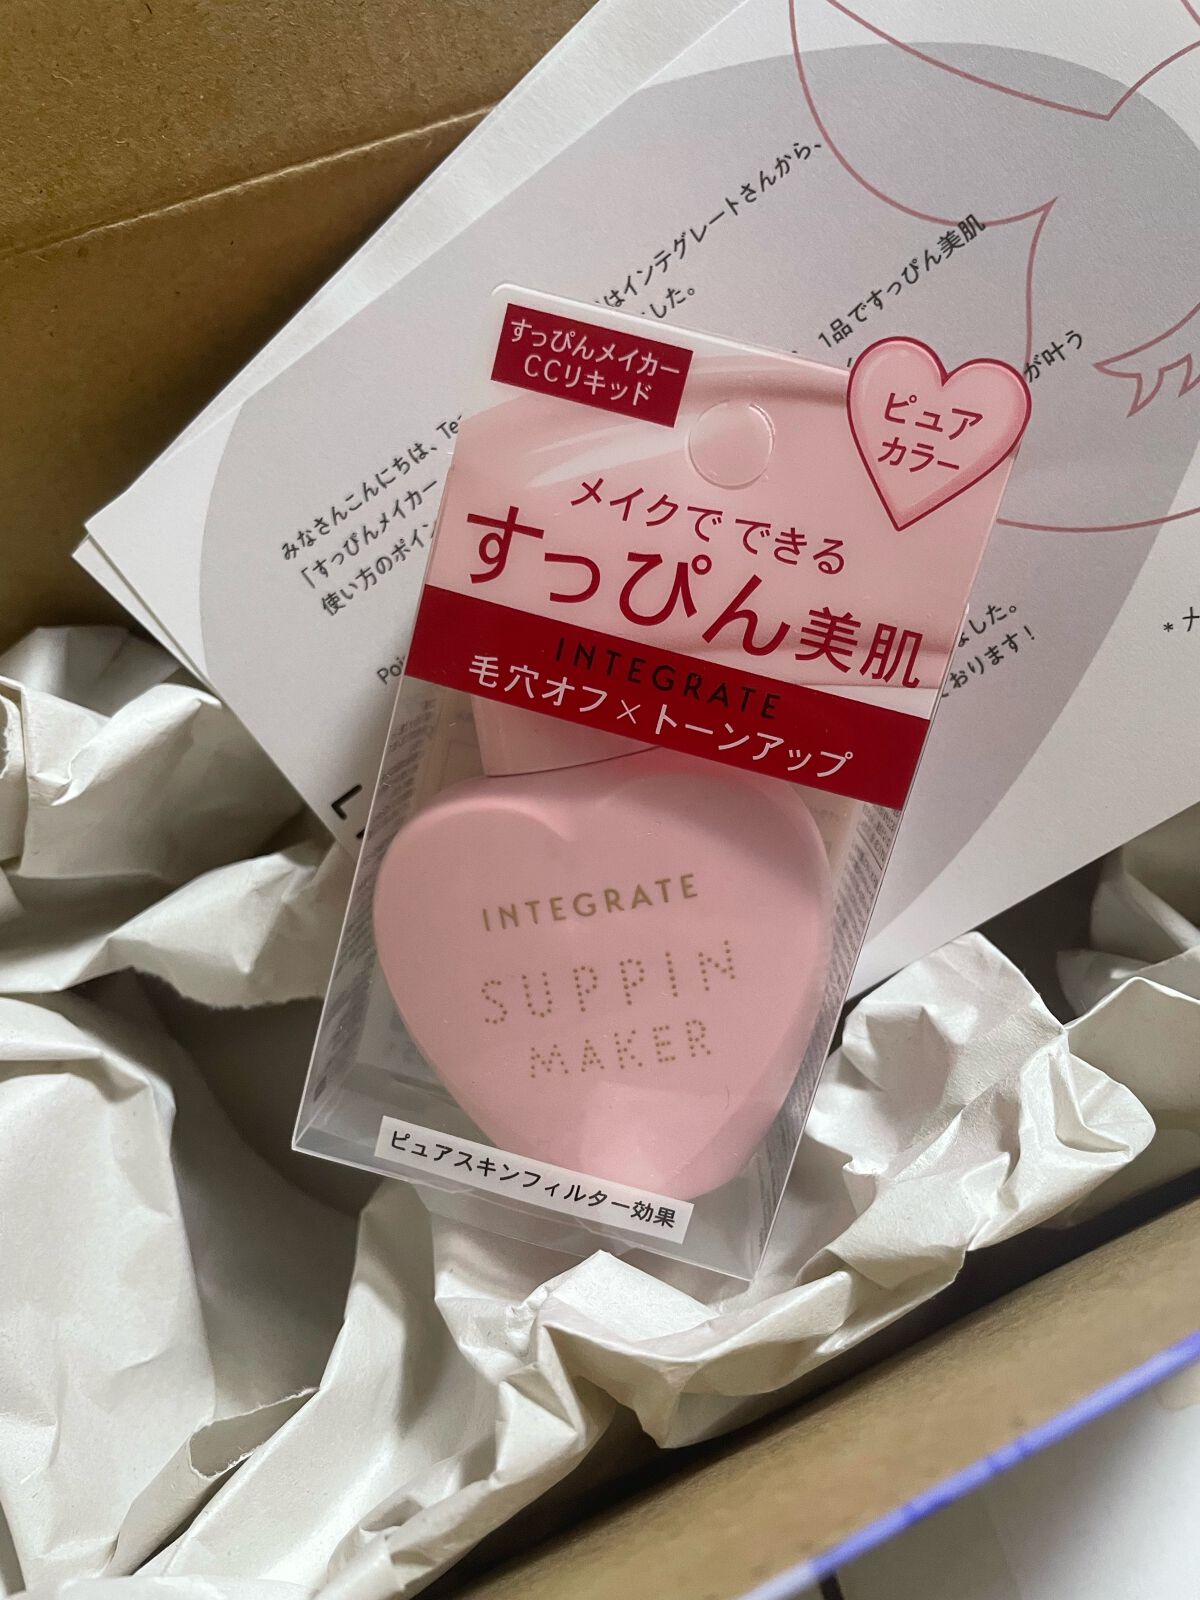 はインテグレートさんから、
した。
1品ですっぴん美肌
が叶う
みなさんこんにちは、
「すっぴんメイカー
使い方のポイン
Poi
ました。
ております！
すっぴんメイカー
CCリキッド
ピュア
カラー
メイクで できる
すっぴん美肌
INTEGRATE
毛穴オフ×トーンアップ
INTEGRATE
SUPPIN
MAKER
ピュアスキンフィルター効果